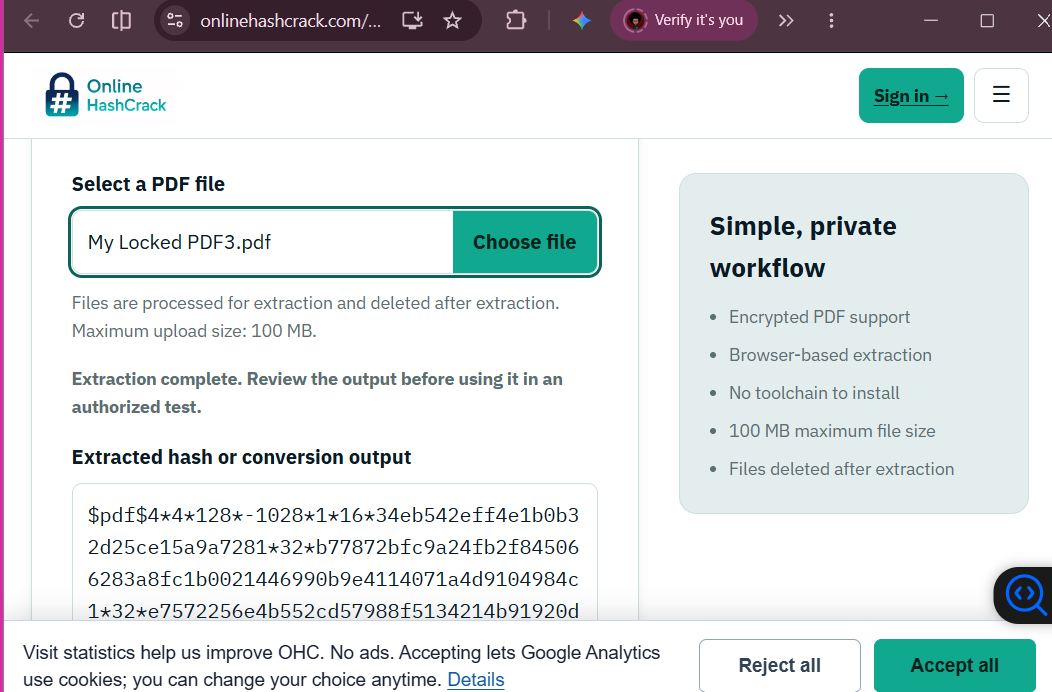 onlinehashcrack.com/...
Verify it's you
Online
HashCrack
Sign in →
Select a PDF file
My Locked PDF3.pdf
Choose file
Files are processed for extraction and deleted after extraction.
Maximum upload size: 100 MB.
Extraction complete. Review the output before using it in an
authorized test.
Extracted hash or conversion output
$pdf$4*4*128*-1028*1*16*34eb542eff4e1b0b3
2d25ce15a9a7281*32*b77872bfc9a24fb2f84506
6283a8fc1b0021446990b9e4114071a4d9104984c
1*32*e7572256e4b552cd57988f5134214b91920d
Simple, private
workflow
• Encrypted PDF support
• Browser-based extraction
• No toolchain to install
• 100 MB maximum file size
• Files deleted after extraction
Visit statistics help us improve OHC. No ads. Accepting lets Google Analytics
use cookies; you can change your choice anytime. Details
Reject all
Accept all